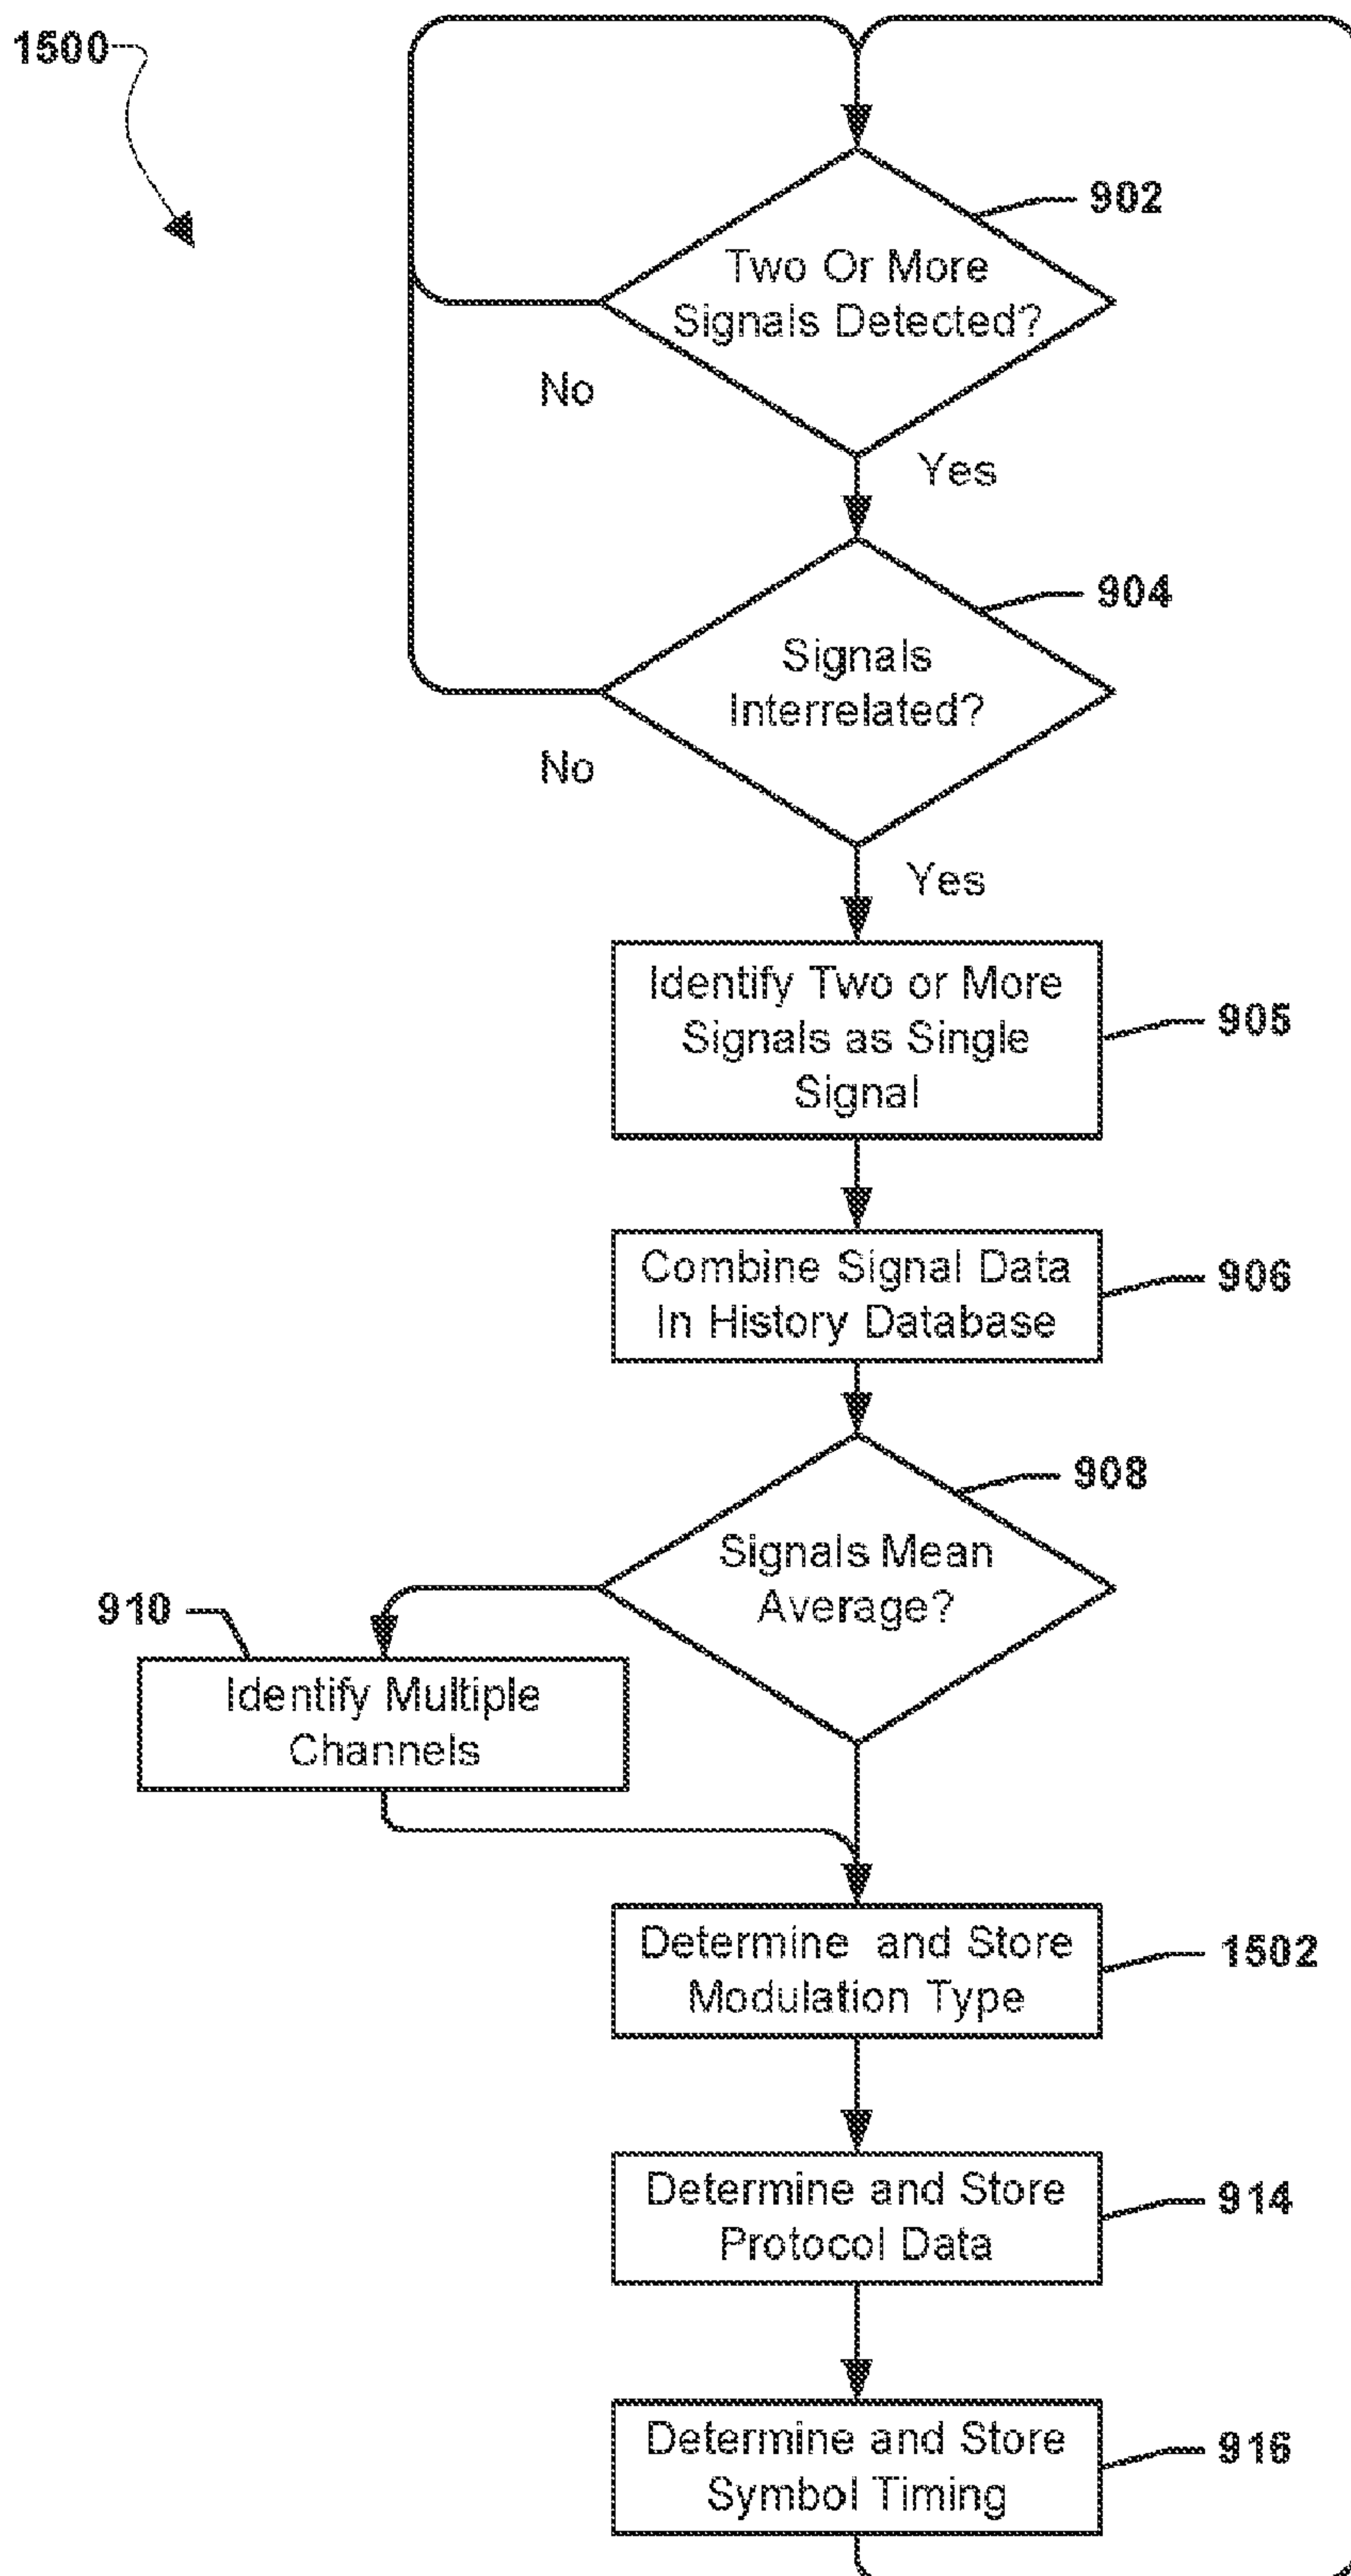 1500
902
Two Or More
Signals Detected?
No
Yes
904
Signals
Interrelated?
No
Yes
Identify Two or More
Signals as Single
Signal
905
Combine Signal Data
In History Database
906
908
Signals Mean
Average?
910
Identify Multiple
Channels
Determine and Store
Modulation Type
1502
Determine and Store
Protocol Data
914
Determine and Store
Symbol Timing
916